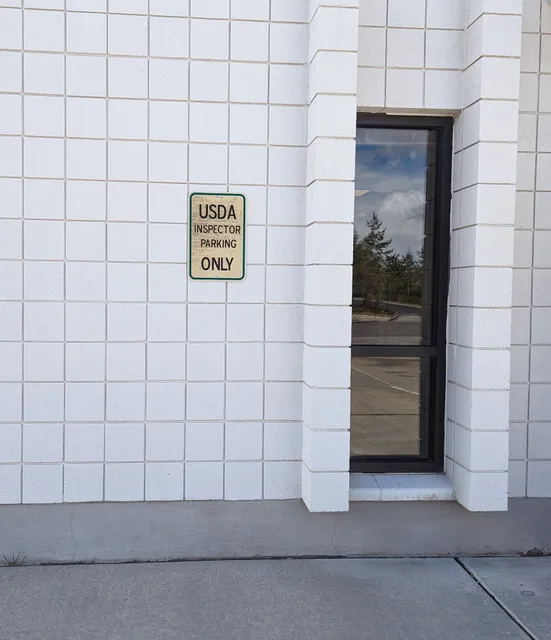 USDA
INSPECTOR
PARKING
ONLY